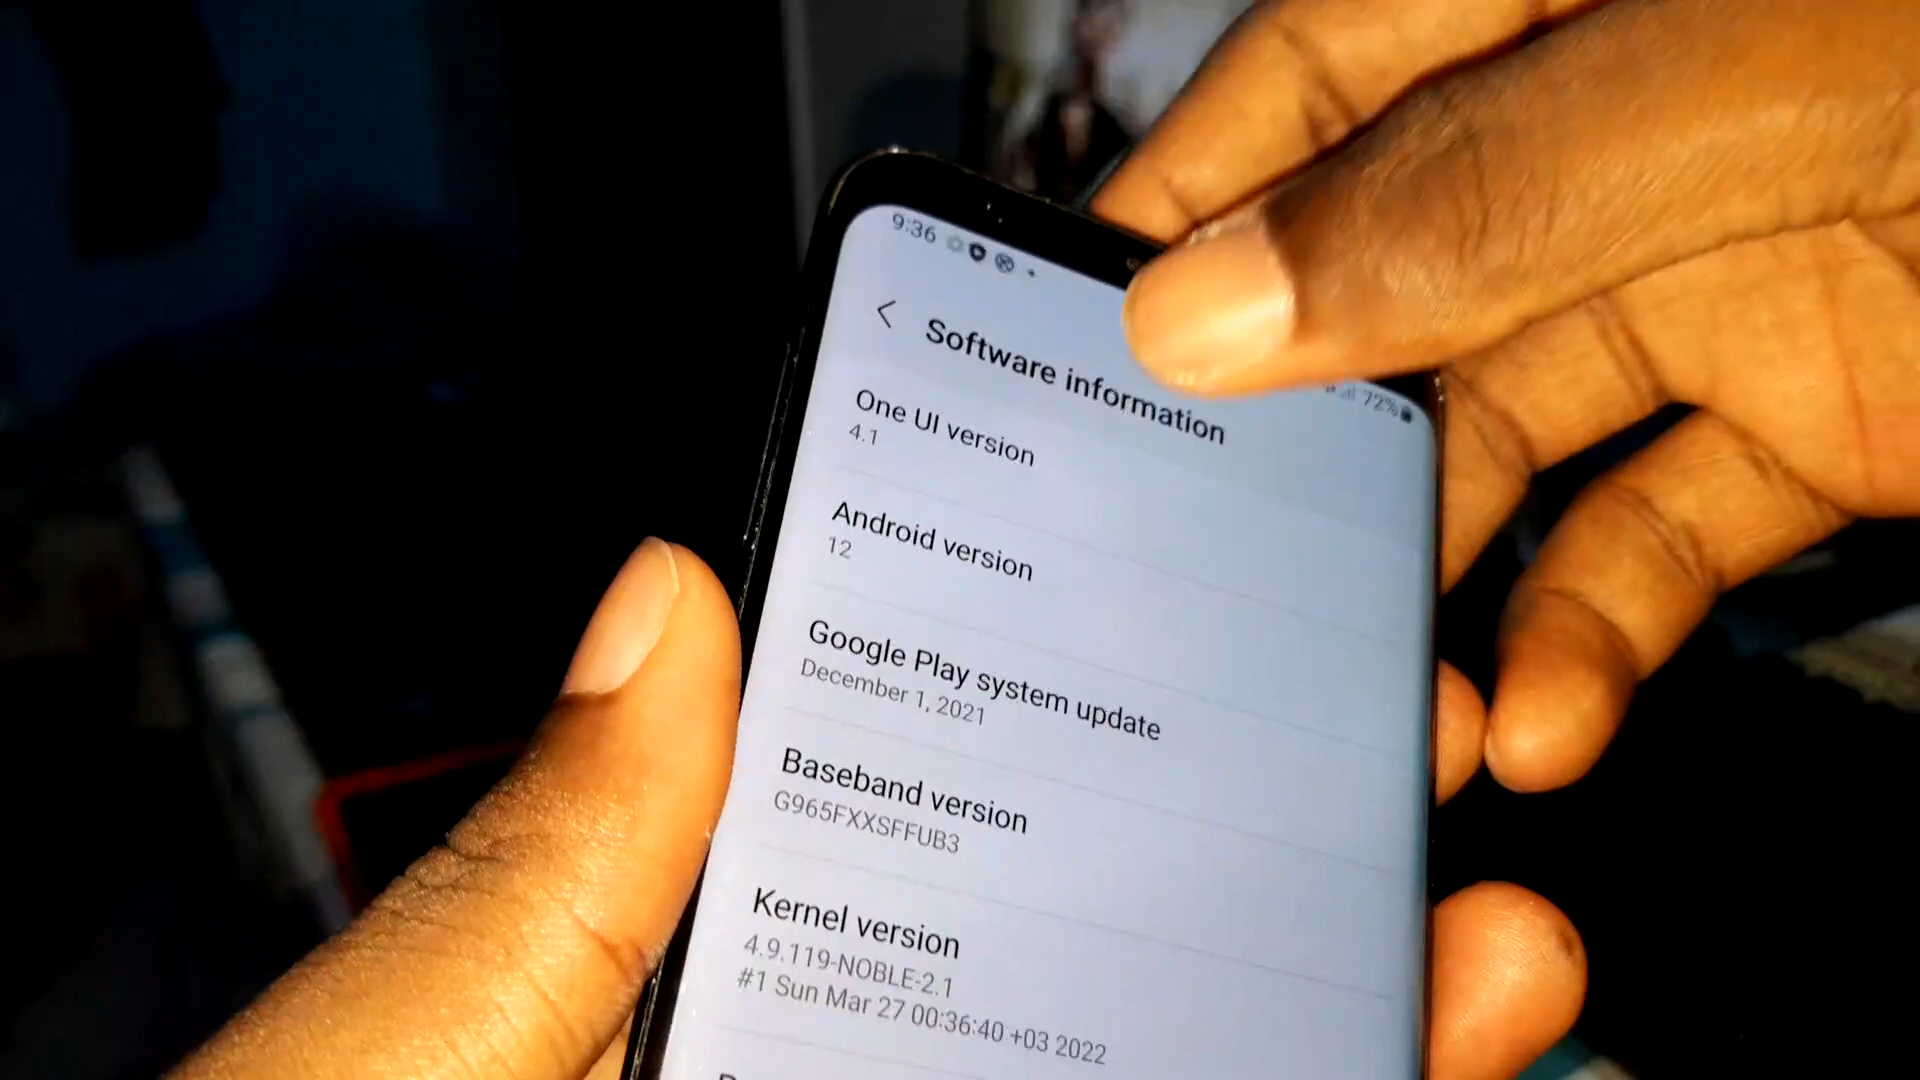 9:36
72%
Software information
One UI version
4.1
Android version
12
Google Play system update
December 1, 2021
Baseband version
G965FXXSFFUB3
Kernel version
4.9.119-NOBLE-2.1
#1 Sun Mar 27 00:36:40 +03 2022